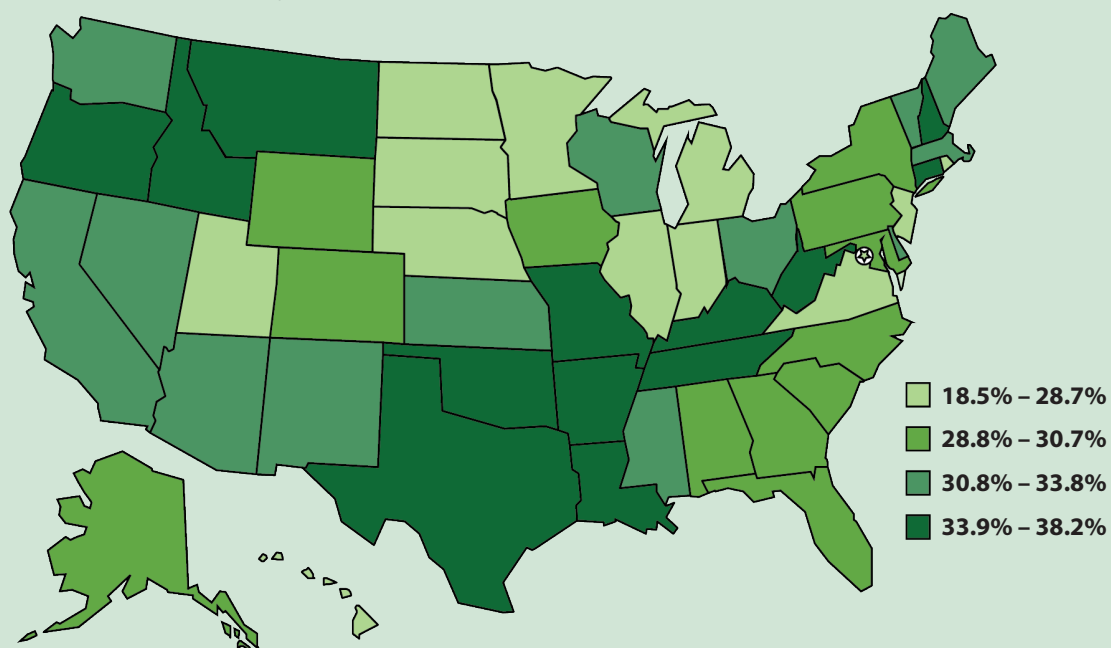 18.5% – 28.7%
28.8% – 30.7%
30.8% – 33.8%
33.9% – 38.2%